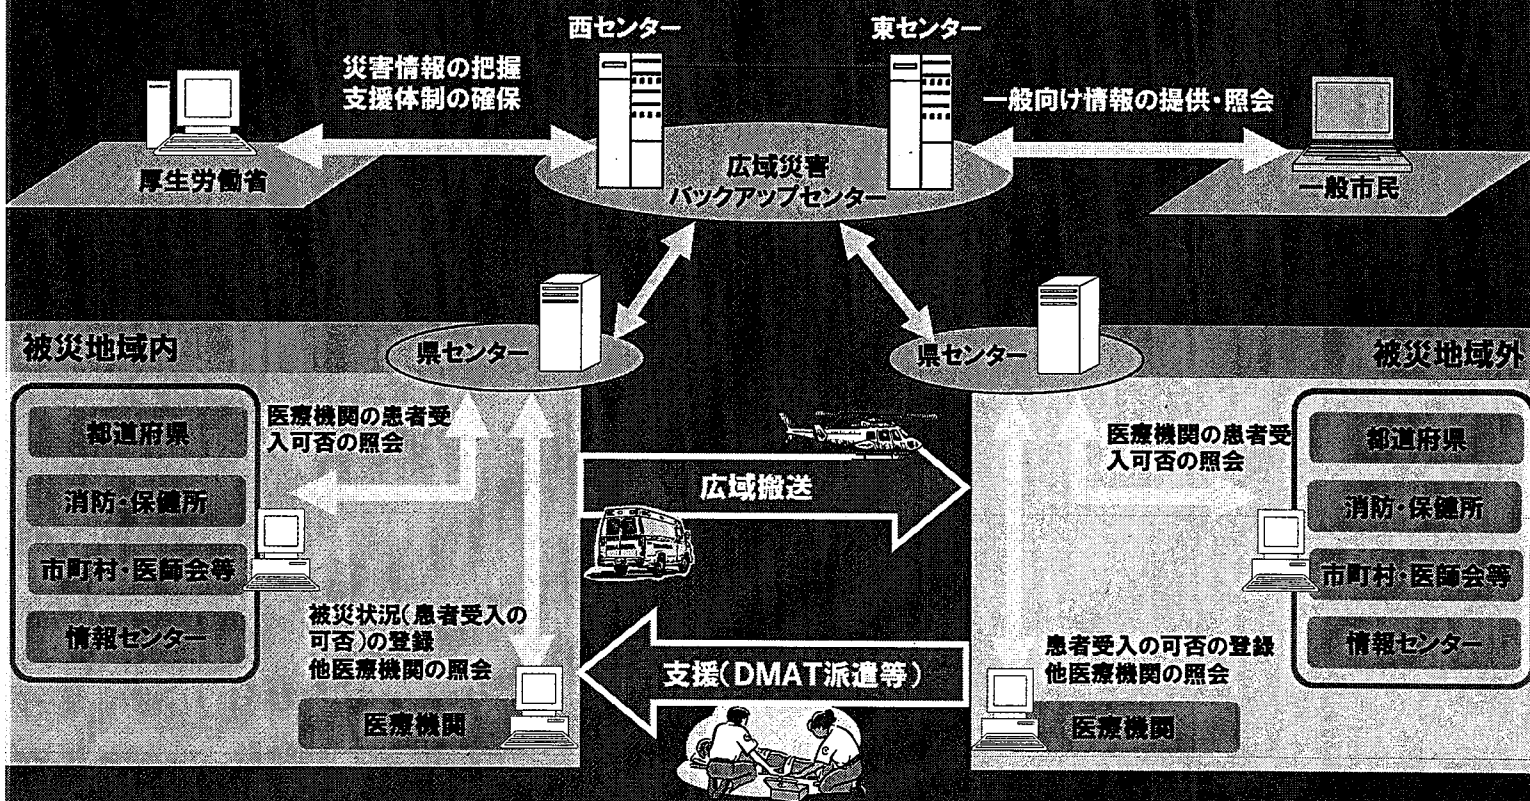 西センター
東センター
災害情報の把握
支援体制の確保
一般向け情報の提供・照会
厚生労働省
広域災害
バックアップセンター
一般市民
被災地域内
県センター
県センター
被災地域外
都道府県
消防・保健所
市町村・医師会等
情報センター
医療機関の患者受
入可否の照会
被災状況(患者受入の
可否)の登録
他医療機関の照会
医療機関
広域搬送
支援(DMAT派遣等)
医療機関の患者受
入可否の照会
都道府県
消防・保健所
市町村・医師会等
情報センター
患者受入の可否の登録
他医療機関の照会
医療機関